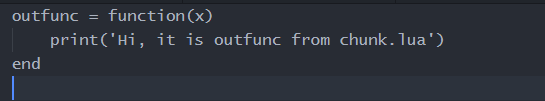 outfunc = function(x)
    print('Hi, it is outfunc from chunk.lua')
end